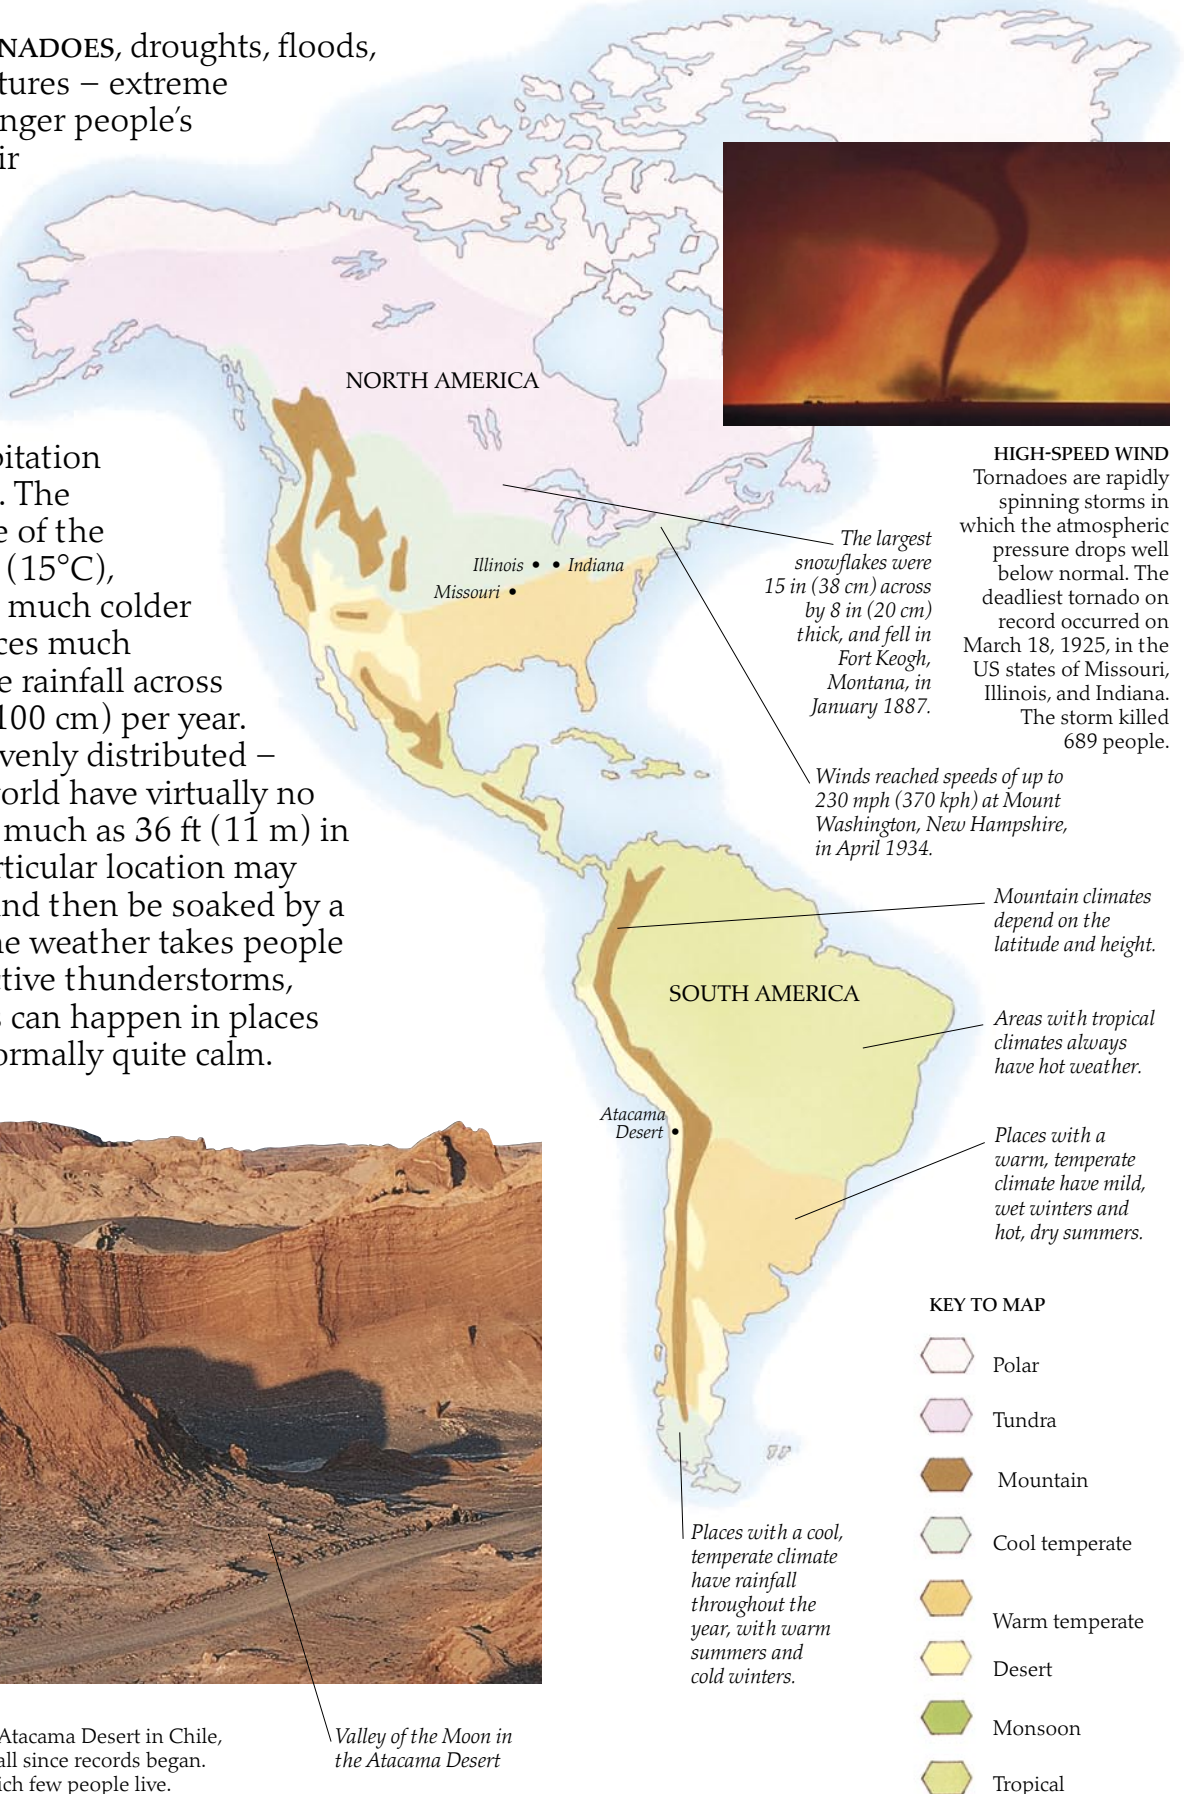 NADOES, droughts, floods,
tures – extreme
nger people's
ir
pitation
. The
e of the
(15°C),
much colder
ces much
e rainfall across
100 cm) per year.
venly distributed –
vorld have virtually no
much as 36 ft (11 m) in
rticular location may
nd then be soaked by a
ne weather takes people
ctive thunderstorms,
s can happen in places
ormally quite calm.
NORTH AMERICA
Illinois • • Indiana
Missouri •
HIGH-SPEED WIND
Tornadoes are rapidly
spinning storms in
which the atmospheric
pressure drops well
below normal. The
deadliest tornado on
record occurred on
March 18, 1925, in the
US states of Missouri,
Illinois, and Indiana.
The storm killed
689 people.
The largest
snowflakes were
15 in (38 cm) across
by 8 in (20 cm)
thick, and fell in
Fort Keogh,
Montana, in
January 1887.
Winds reached speeds of up to
230 mph (370 kph) at Mount
Washington, New Hampshire,
in April 1934.
Mountain climates
depend on the
latitude and height.
SOUTH AMERICA
Areas with tropical
climates always
have hot weather.
Atacama
Desert •
Places with a
warm, temperate
climate have mild,
wet winters and
hot, dry summers.
Places with a cool,
temperate climate
have rainfall
throughout the
year, with warm
summers and
cold winters.
KEY TO MAP
Polar
Tundra
Mountain
Cool temperate
Warm temperate
Desert
Monsoon
Tropical
Atacama Desert in Chile,
all since records began.
ich few people live.
Valley of the Moon in
the Atacama Desert